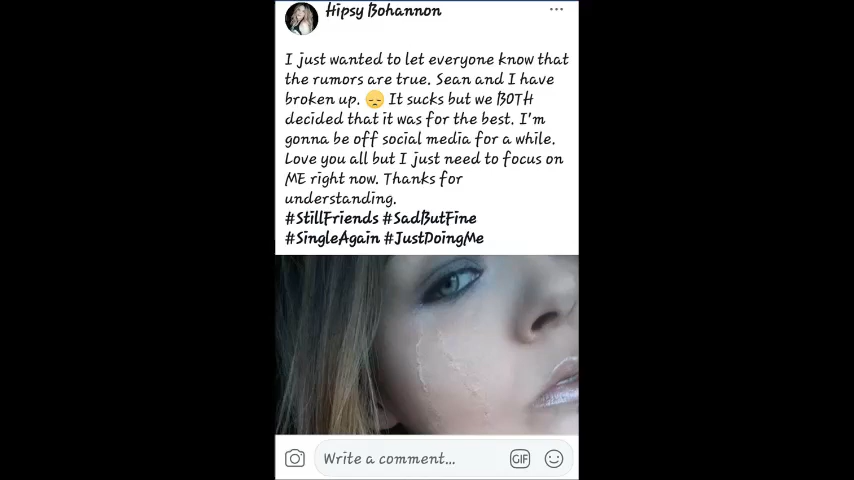 Hipsy Bohannon
I just wanted to let everyone know that
the rumors are true. Sean and I have
broken up. 😞 It sucks but we BOTH
decided that it was for the best. I'm
gonna be off social media for a while.
Love you all but I just need to focus on
ME right now. Thanks for
understanding.
#StillFriends #SadButFine
#SingleAgain #JustDoingMe
Write a comment...
GIF